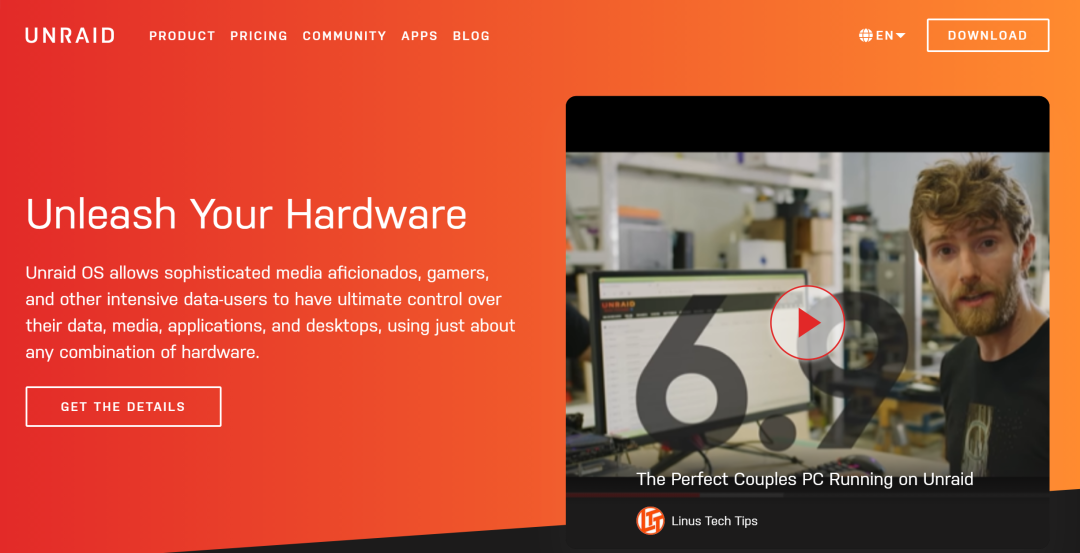 UNRAID PRODUCT PRICING COMMUNITY APPS BLOG EN DOWNLOAD
Unleash Your Hardware
Unraid OS allows sophisticated media aficionados, gamers,
and other intensive data-users to have ultimate control over
their data, media, applications, and desktops, using just about
any combination of hardware.
GET THE DETAILS
UNRAID
6.9
The Perfect Couples PC Running on Unraid
LTT Linus Tech Tips